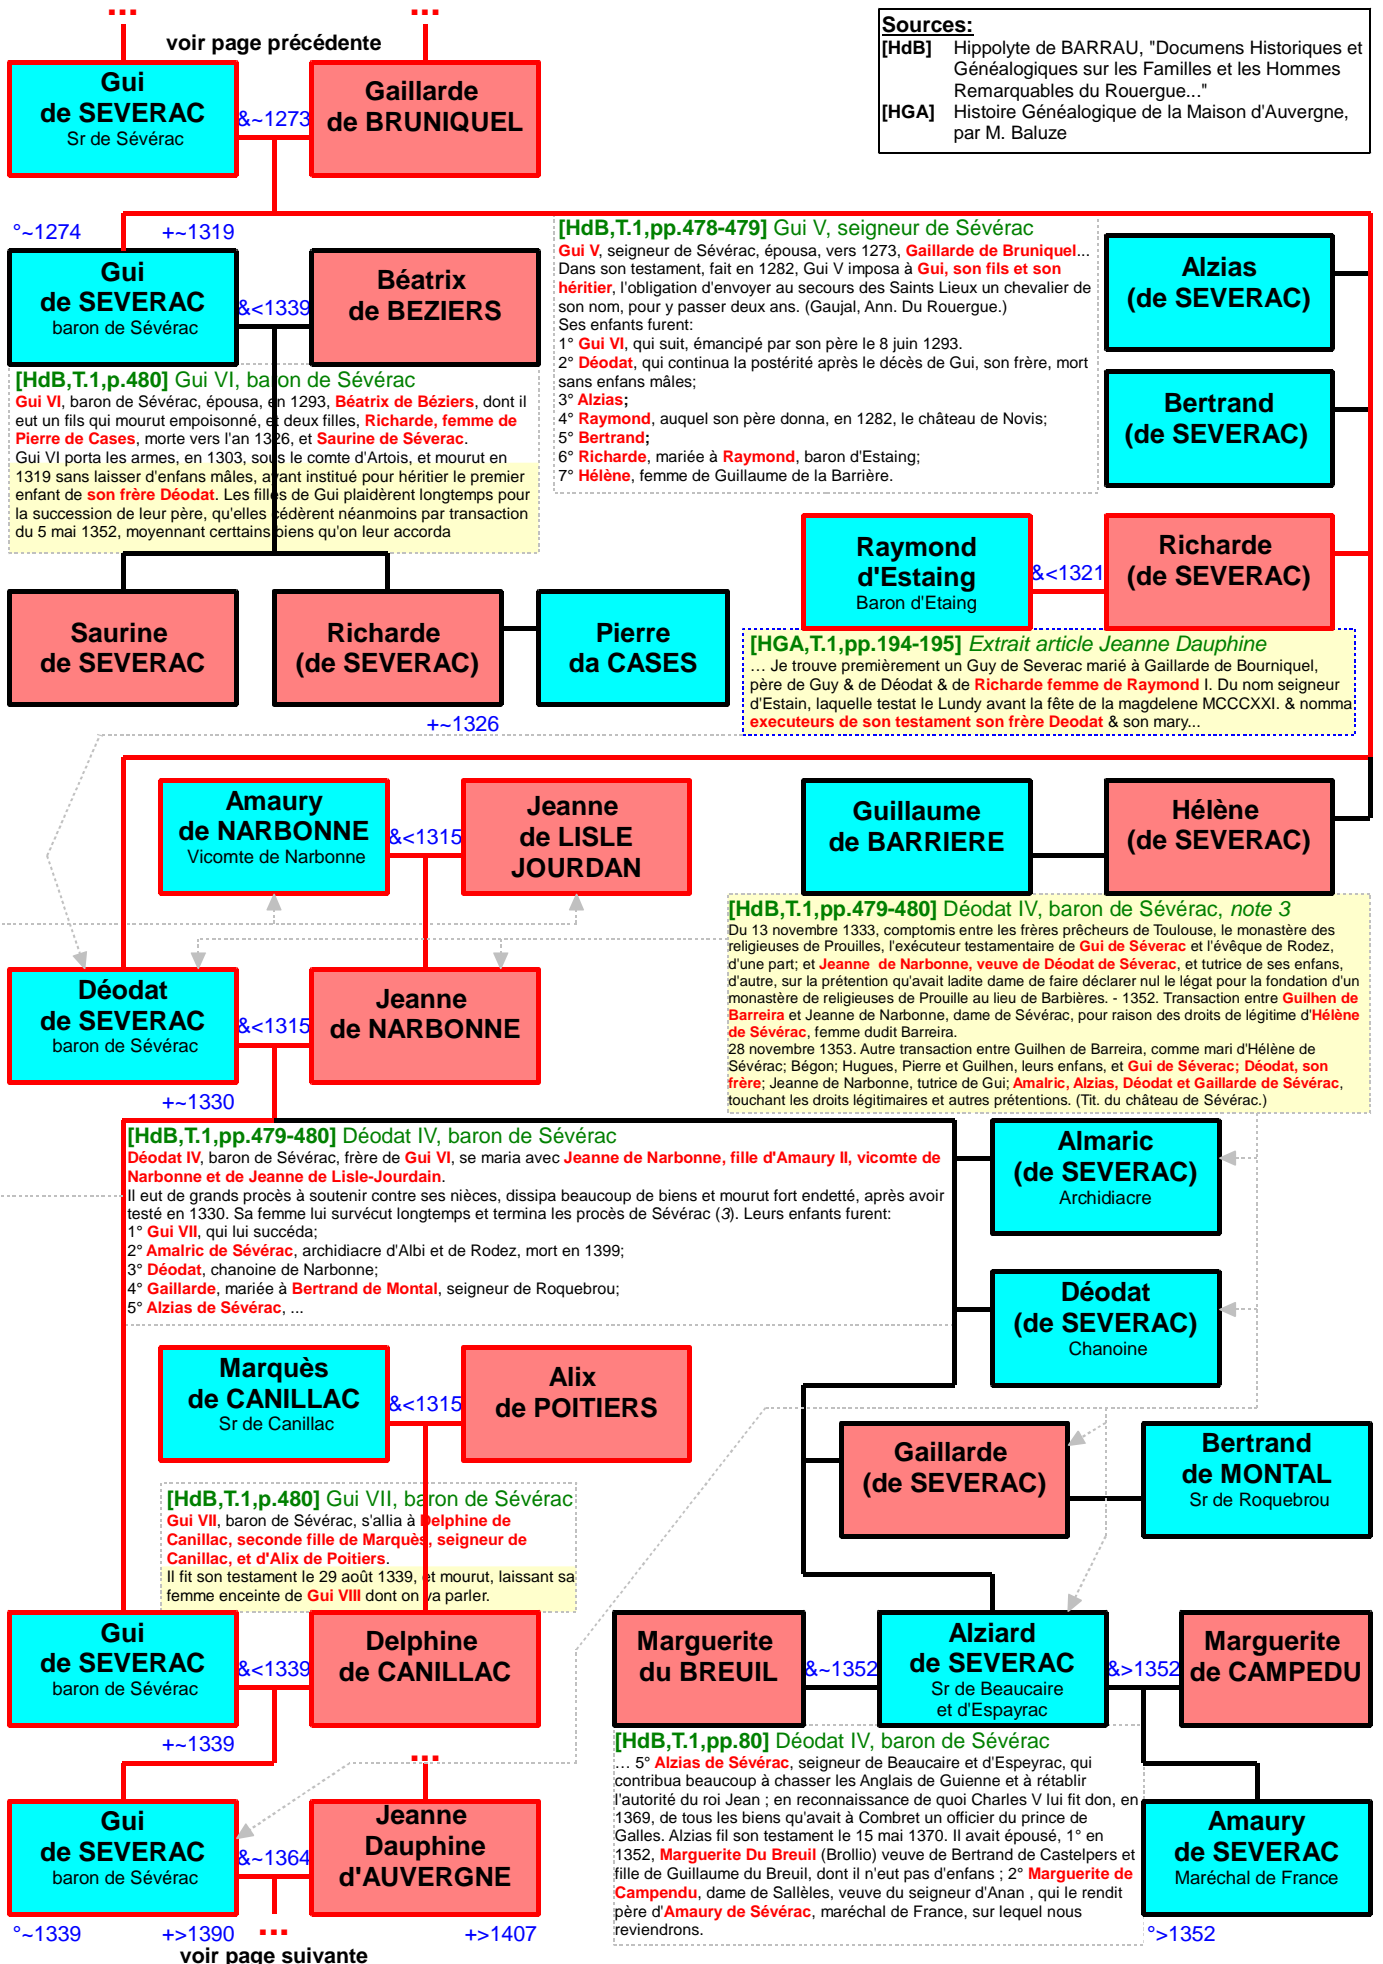 ...
...
voir page précédente
Sources:
[HdB] Hippolyte de BARRAU, "Documens Historiques et
Généalogiques sur les Familles et les Hommes
Remarquables du Rouergue..."
[HGA] Histoire Généalogique de la Maison d'Auvergne,
par M. Baluze
Gui
de SEVERAC
Sr de Sévérac
&~1273
Gaillarde
de BRUNIQUEL
°~1274
+~1319
Gui
de SEVERAC
baron de Sévérac
&<1339
Béatrix
de BEZIERS
[HdB,T.1,pp.478-479] Gui V, seigneur de Sévérac
Gui V, seigneur de Sévérac, épousa, vers 1273, Gaillarde de Bruniquel...
Dans son testament, fait en 1282, Gui V imposa à Gui, son fils et son
héritier, l'obligation d'envoyer au secours des Saints Lieux un chevalier de
son nom, pour y passer deux ans. (Gaujal, Ann. Du Rouergue.)
Ses enfants furent:
1° Gui VI, qui suit, émancipé par son père le 8 juin 1293.
2° Déodat, qui continua la postérité après le décès de Gui, son frère, mort
sans enfans mâles;
3° Alzias;
4° Raymond, auquel son père donna, en 1282, le château de Novis;
5° Bertrand;
6° Richarde, mariée à Raymond, baron d'Estaing;
7° Hélène, femme de Guillaume de la Barrière.
Alzias
(de SEVERAC)
Bertrand
(de SEVERAC)
[HdB,T.1,p.480] Gui VI, baron de Sévérac
Gui VI, baron de Sévérac, épousa, en 1293, Béatrix de Béziers, dont il
eut un fils qui mourut empoisonné, et deux filles, Richarde, femme de
Pierre de Cases, morte vers l'an 1326, et Saurine de Séverac.
Gui VI porta les armes, en 1303, sous le comte d'Artois, et mourut en
1319 sans laisser d'enfans mâles, ayant institué pour héritier le premier
enfant de son frère Déodat. Les filles de Gui plaidèrent longtemps pour
la succession de leur père, qu'elles cédèrent néanmoins par transaction
du 5 mai 1352, moyennant certtains biens qu'on leur accorda
Raymond
d'Estaing
Baron d'Etaing
&<1321
Richarde
(de SEVERAC)
Saurine
de SEVERAC
Richarde
(de SEVERAC)
Pierre
da CASES
+~1326
[HGA,T.1,pp.194-195] Extrait article Jeanne Dauphine
... Je trouve premièrement un Guy de Severac marié à Gaillarde de Bourniquel,
père de Guy & de Déodat & de Richarde femme de Raymond I. Du nom seigneur
d'Estain, laquelle testat le Lundy avant la fête de la magdelene MCCCXXI. & nomma
executeurs de son testament son frère Deodat & son mary...
Amaury
de NARBONNE
Vicomte de Narbonne
&<1315
Jeanne
de LISLE
JOURDAN
Guillaume
de BARRIERE
Hélène
(de SEVERAC)
[HdB,T.1,pp.479-480] Déodat IV, baron de Sévérac, note 3
Du 13 novembre 1333, comptomis entre les frères prêcheurs de Toulouse, le monastère des
religieuses de Prouilles, l'exécuteur testamentaire de Gui de Séverac et l'évêque de Rodez,
d'une part; et Jeanne de Narbonne, veuve de Déodat de Séverac, et tutrice de ses enfans,
d'autre, sur la prétention qu'avait ladite dame de faire déclarer nul le légat pour la fondation d'un
monastère de religieuses de Prouille au lieu de Barbières. - 1352. Transaction entre Guilhen de
Barreira et Jeanne de Narbonne, dame de Sévérac, pour raison des droits de légitime d'Hélène
de Sévérac, femme dudit Barreira.
28 novembre 1353. Autre transaction entre Guilhen de Barreira, comme mari d'Hélène de
Sévérac; Bégon; Hugues, Pierre et Guilhen, leurs enfans, et Gui de Séverac; Déodat, son
frère; Jeanne de Narbonne, tutrice de Gui; Amalric, Alzias, Déodat et Gaillarde de Sévérac,
touchant les droits légitimaires et autres prétentions. (Tit. du château de Sévérac.)
Déodat
de SEVERAC
baron de Sévérac
&<1315
Jeanne
de NARBONNE
+~1330
[HdB,T.1,pp.479-480] Déodat IV, baron de Sévérac
Déodat IV, baron de Sévérac, frère de Gui VI, se maria avec Jeanne de Narbonne, fille d'Amaury II, vicomte de
Narbonne et de Jeanne de Lisle-Jourdain.
Il eut de grands procès à soutenir contre ses nièces, dissipa beaucoup de biens et mourut fort endetté, après avoir
testé en 1330. Sa femme lui survécut longtemps et termina les procès de Sévérac (3). Leurs enfants furent:
1° Gui VII, qui lui succéda;
2° Amalric de Sévérac, archidiacre d'Albi et de Rodez, mort en 1399;
3° Déodat, chanoine de Narbonne;
4° Gaillarde, mariée à Bertrand de Montal, seigneur de Roquebrou;
5° Alzias de Sévérac, ...
Almaric
(de SEVERAC)
Archidiacre
Déodat
(de SEVERAC)
Chanoine
Marquès
de CANILLAC
Sr de Canillac
&<1315
Alix
de POITIERS
Gaillarde
(de SEVERAC)
Bertrand
de MONTAL
Sr de Roquebrou
[HdB,T.1,p.480] Gui VII, baron de Sévérac
Gui VII, baron de Sévérac, s'allia à Delphine de
Canillac, seconde fille de Marquès, seigneur de
Canillac, et d'Alix de Poitiers.
Il fit son testament le 29 août 1339, et mourut, laissant sa
femme enceinte de Gui VIII dont on va parler.
Gui
de SEVERAC
baron de Sévérac
&<1339
Delphine
de CANILLAC
Marguerite
du BREUIL
&~1352
Alziard
de SEVERAC
Sr de Beaucaire
et d'Espayrac
&>1352
Marguerite
de CAMPEDU
+~1339
...
[HdB,T.1,pp.80] Déodat IV, baron de Sévérac
... 5° Alzias de Sévérac, seigneur de Beaucaire et d'Espeyrac, qui
contribua beaucoup à chasser les Anglais de Guienne et à rétablir
l'autorité du roi Jean ; en reconnaissance de quoi Charles V lui fit don, en
1369, de tous les biens qu'avait à Combret un officier du prince de
Galles. Alzias fil son testament le 15 mai 1370. Il avait épousé, 1° en
1352, Marguerite Du Breuil (Brollio) veuve de Bertrand de Castelpers et
fille de Guillaume du Breuil, dont il n'eut pas d'enfans ; 2° Marguerite de
Campendu, dame de Sallèles, veuve du seigneur d'Anan , qui le rendit
père d'Amaury de Sévérac, maréchal de France, sur lequel nous
reviendrons.
Gui
de SEVERAC
baron de Sévérac
&~1364
Jeanne
Dauphine
d'AUVERGNE
Amaury
de SEVERAC
Maréchal de France
°~1339
+>1390
...
+>1407
°>1352
voir page suivante